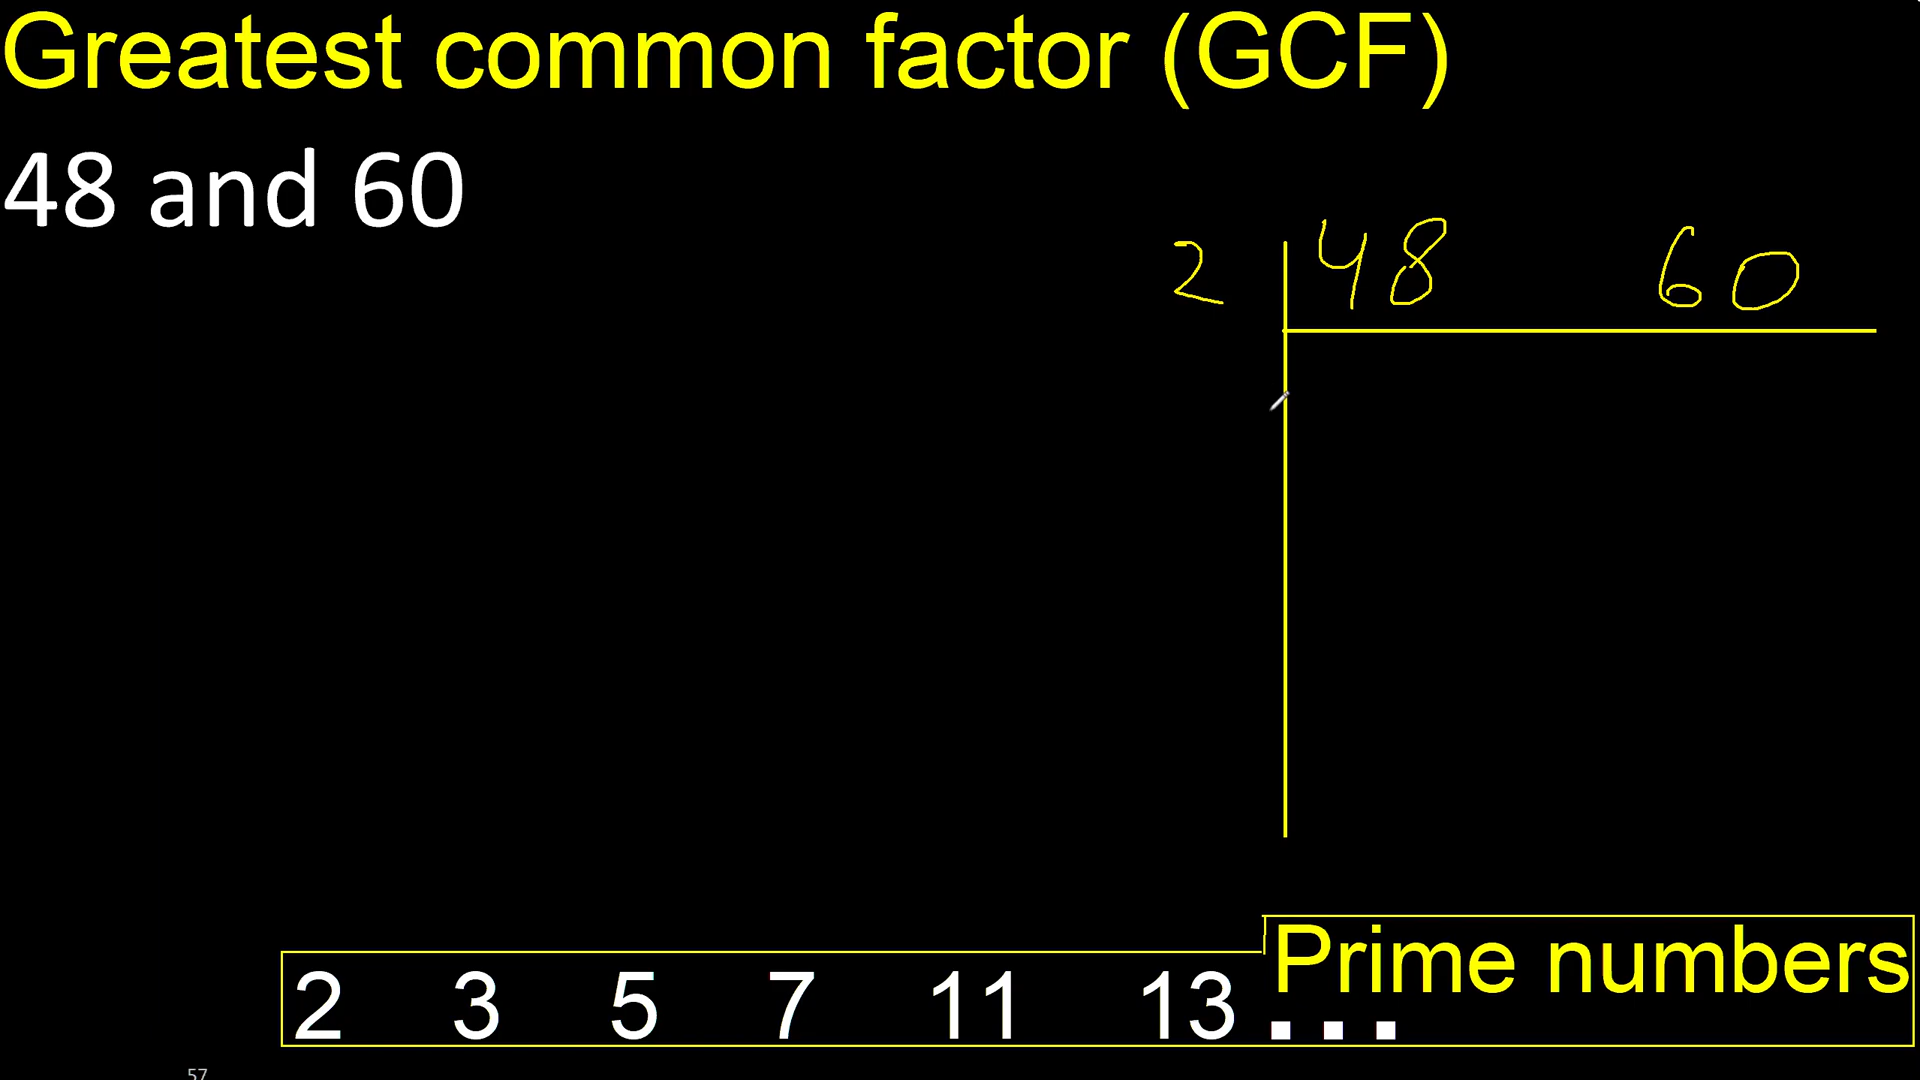 Greatest common factor (GCF)
48 and 60
2 48 60
Prime numbers
2 3 5 7 11 13 ...
57